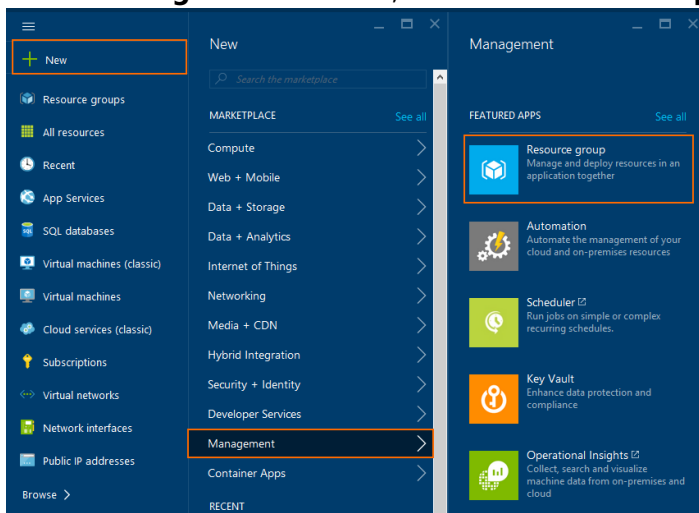 New
Resource groups
All resources
Recent
App Services
SQL databases
Virtual machines (classic)
Virtual machines
Cloud services (classic)
Subscriptions
Virtual networks
Network interfaces
Public IP addresses
Browse >
New
Search the marketplace
MARKETPLACE See all
Compute
Web + Mobile
Data + Storage
Data + Analytics
Internet of Things
Networking
Media + CDN
Hybrid Integration
Security + Identity
Developer Services
Management
Container Apps
RECENT
Management
FEATURED APPS See all
Resource group
Manage and deploy resources in an
application together
Automation
Automate the management of your
cloud and on-premises resources
Scheduler
Run jobs on simple or complex
recurring schedules.
Key Vault
Enhance data protection and
compliance
Operational Insights
Collect, search and visualize
machine data from on-premises and
cloud